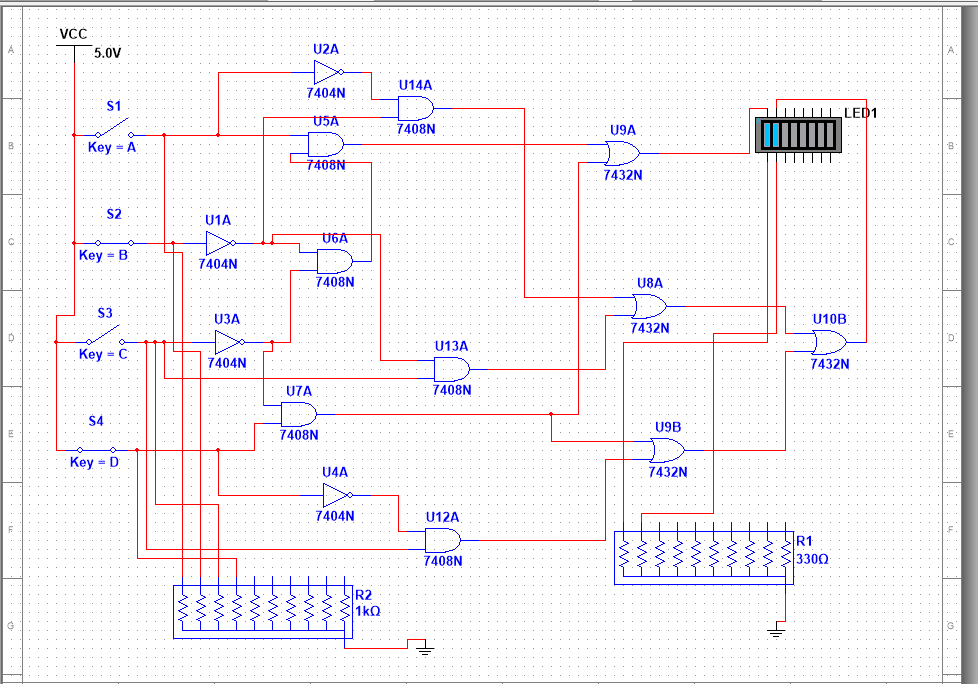 VCC
5.0V
A
A
U2A
7404N
U14A
7408N
S1
Key = A
U5A
7408N
LED1
U9A
7432N
B
B
S2
Key = B
U1A
7404N
U6A
7408N
C
C
U8A
7432N
S3
Key = C
U3A
7404N
U10B
7432N
D
D
U13A
7408N
U7A
7408N
S4
Key = D
U9B
7432N
E
E
U4A
7404N
U12A
7408N
F
F
R1
330Ω
R2
1kΩ
G
G